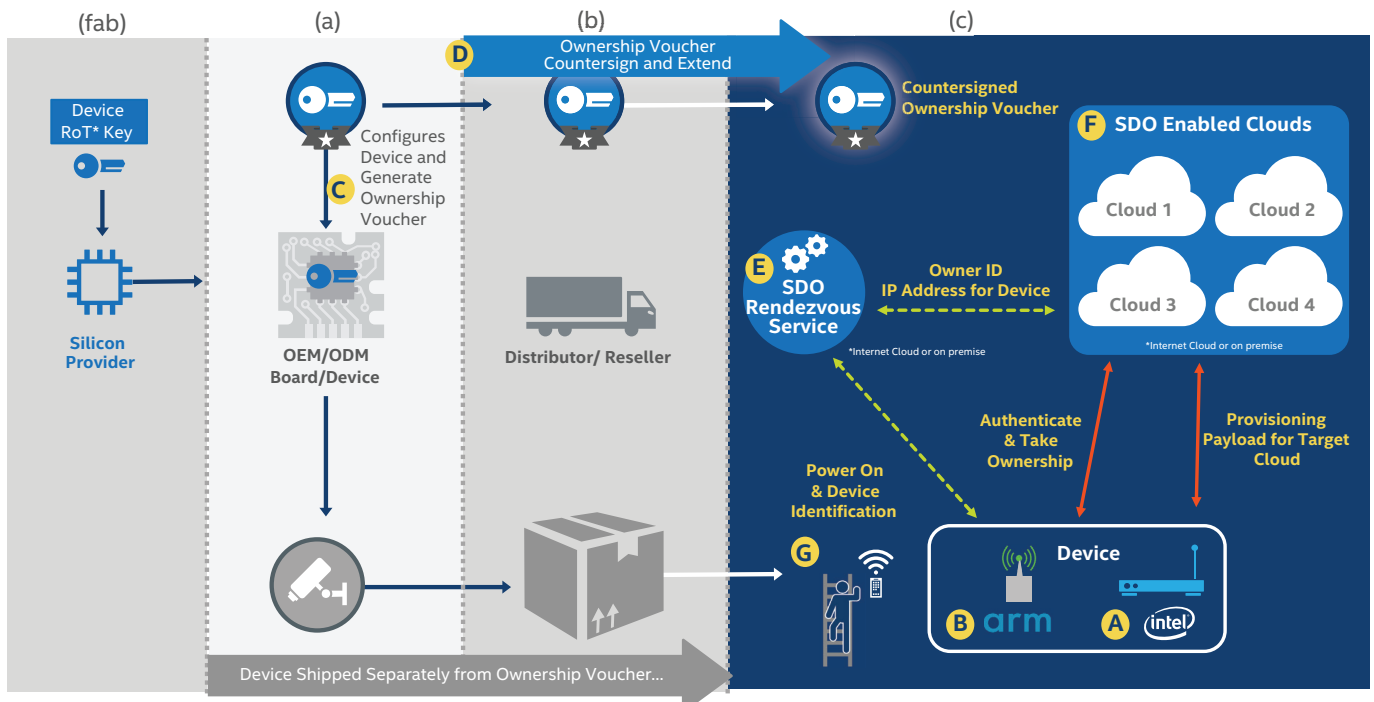 (fab)
(a)
(b)
(c)
D
Ownership Voucher
Countersign and Extend
Device
RoT* Key
Silicon
Provider
Configures
Device and
Generate
Ownership
Voucher
C
OEM/ODM
Board/Device
Distributor/ Reseller
Countersigned
Ownership Voucher
F
SDO Enabled Clouds
Cloud 1
Cloud 2
Cloud 3
Cloud 4
*Internet Cloud or on premise
E
SDO
Rendezvous
Service
*Internet Cloud or on premise
Owner ID
IP Address for Device
Authenticate
& Take
Ownership
Provisioning
Payload for Target
Cloud
Power On
& Device
Identification
G
Device
B
arm
A
intel
Device Shipped Separately from Ownership Voucher...